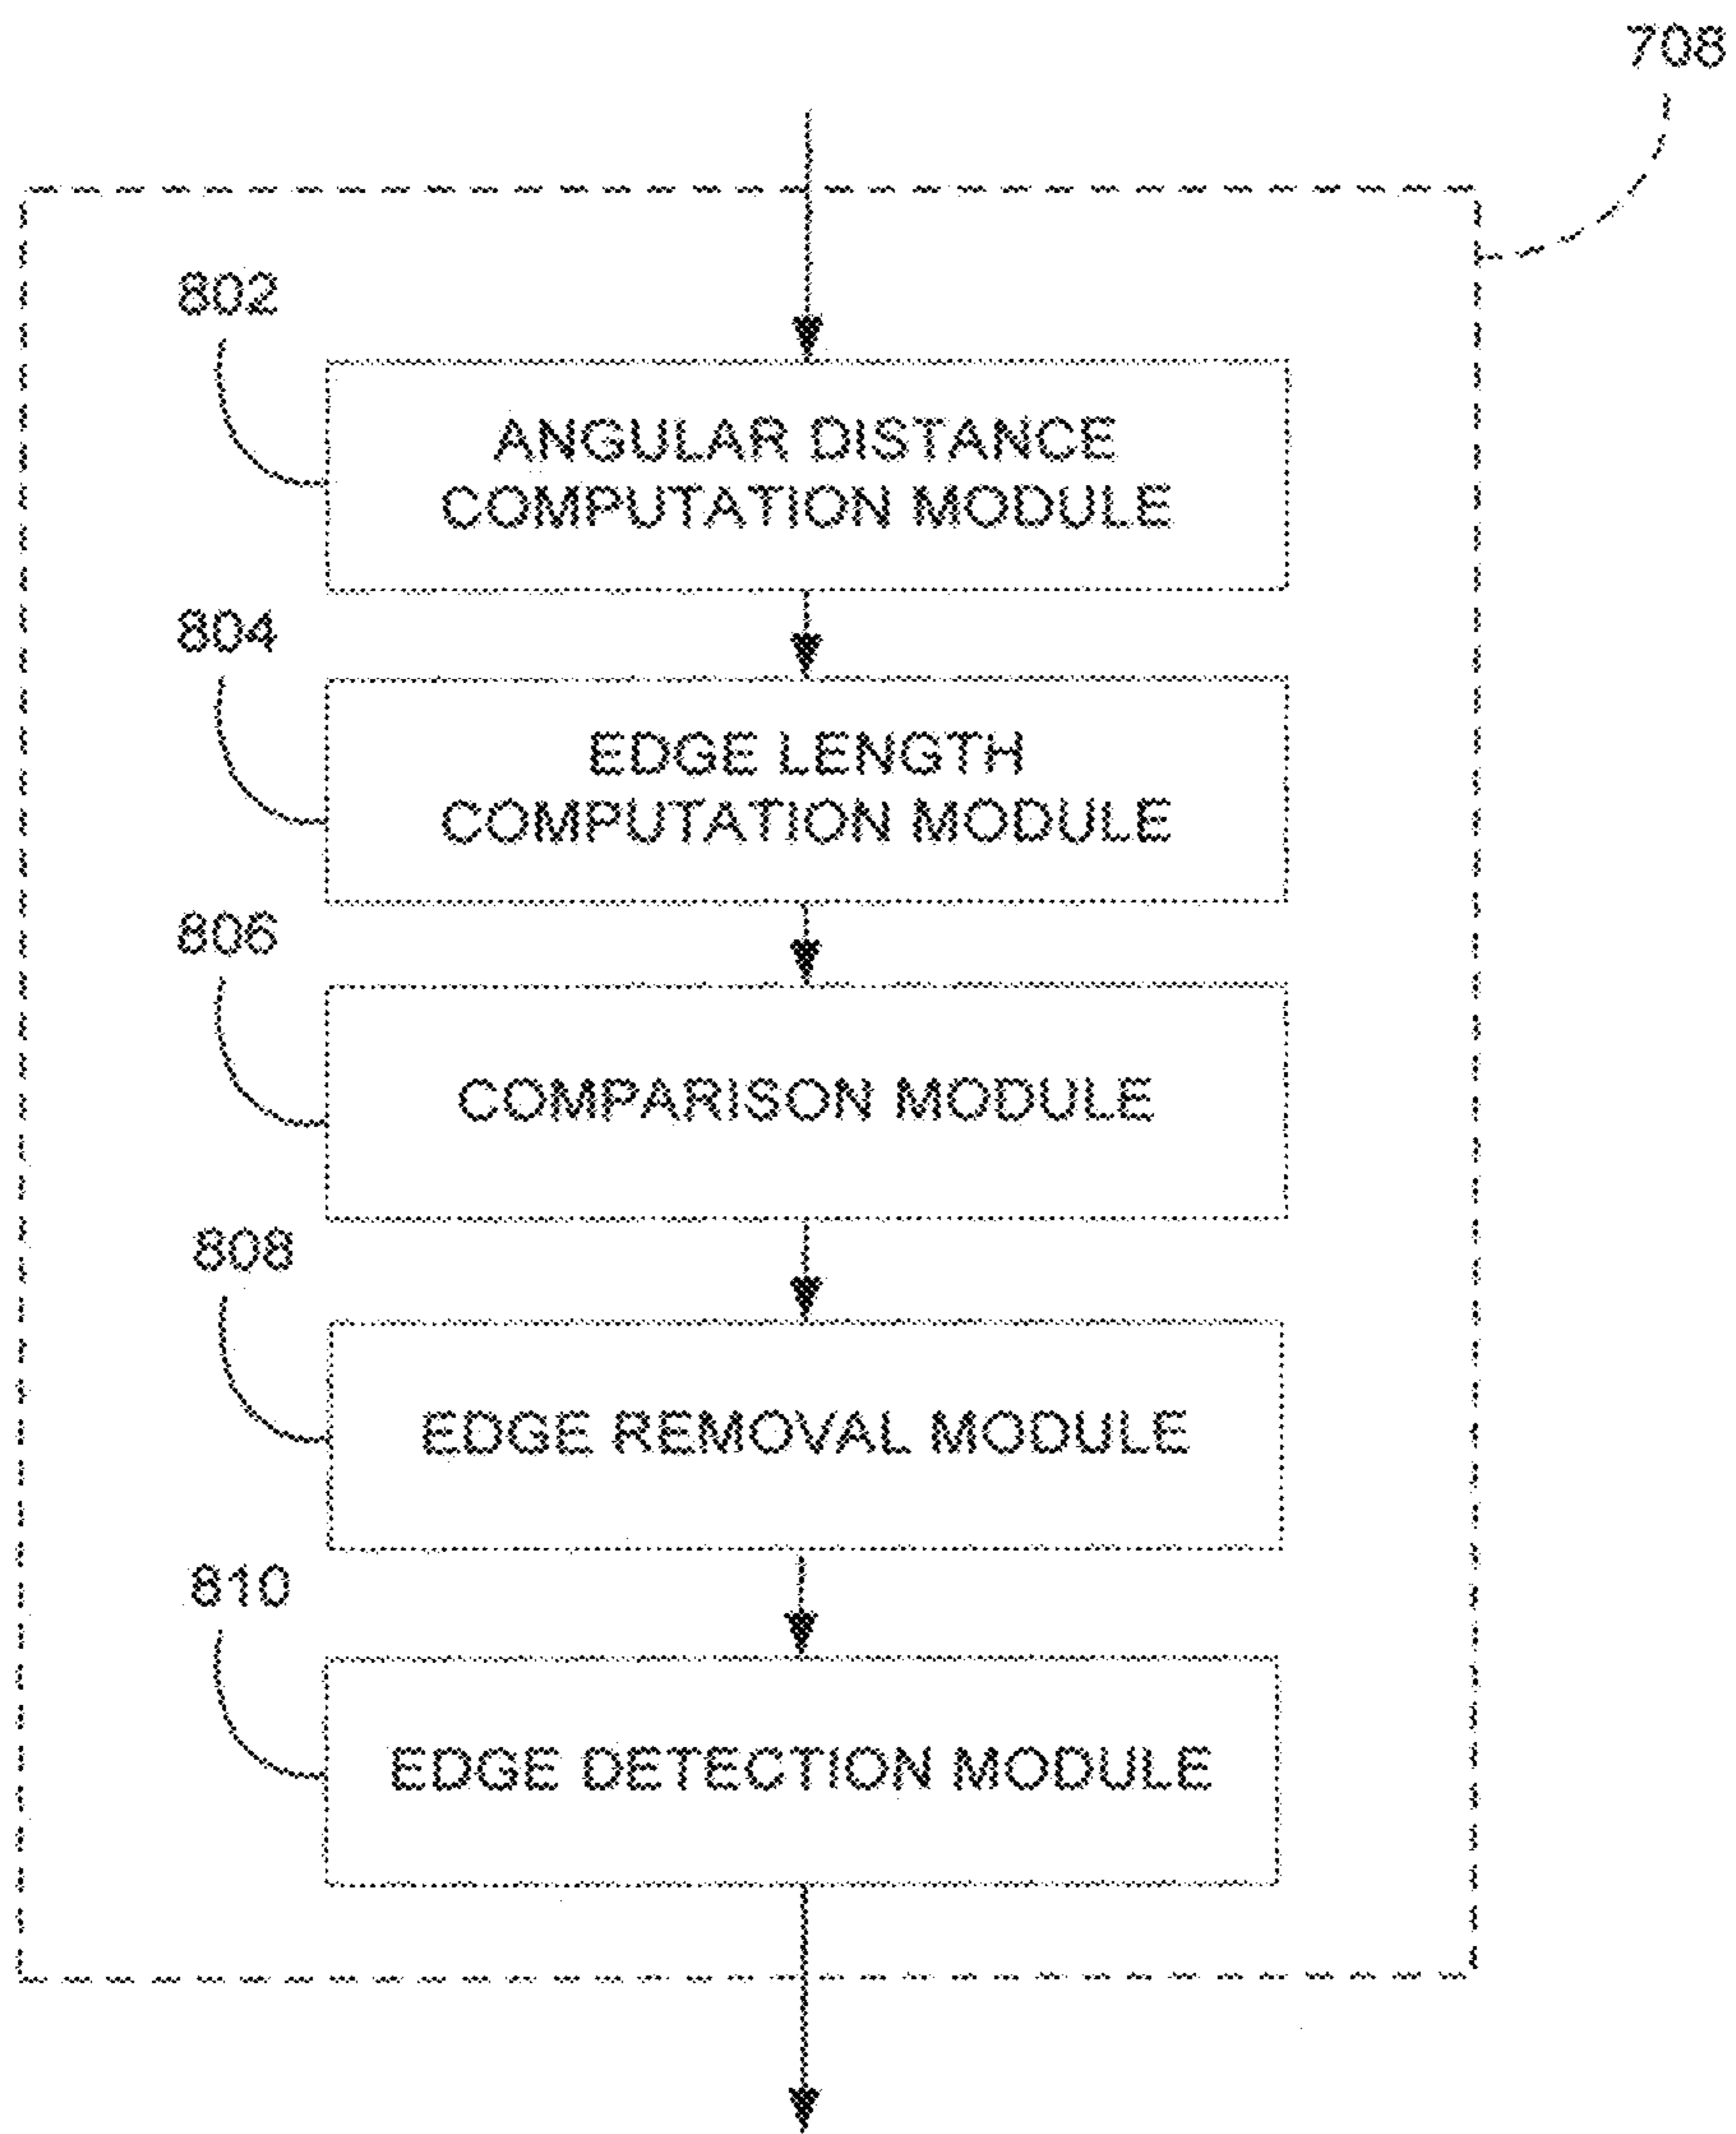 708
802
ANGULAR DISTANCE
COMPUTATION MODULE
804
EDGE LENGTH
COMPUTATION MODULE
806
COMPARISON MODULE
808
EDGE REMOVAL MODULE
810
EDGE DETECTION MODULE